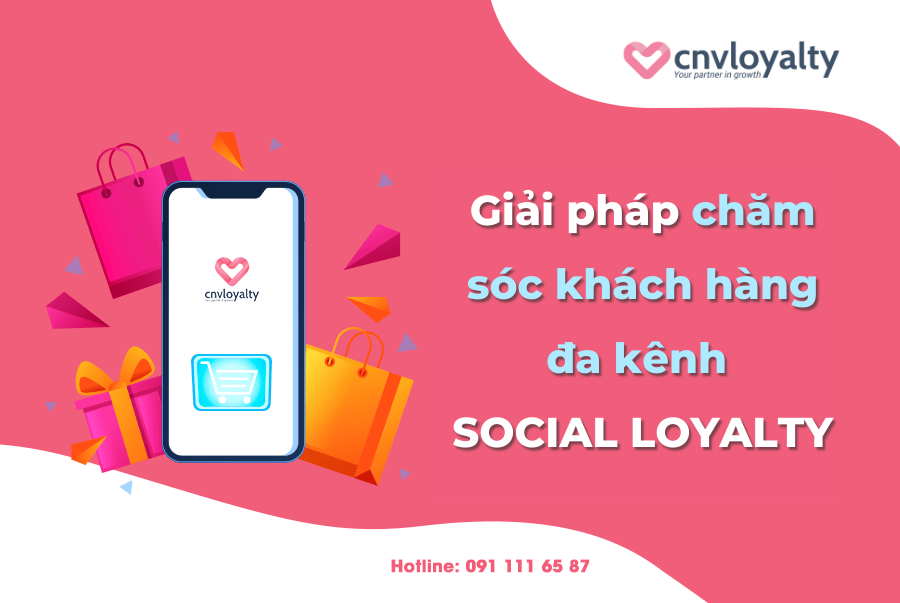 cnvloyalty
Your partner in growth
Giải pháp chăm
sóc khách hàng
đa kênh
SOCIAL LOYALTY
cnvloyalty
Hotline: 091 111 65 87